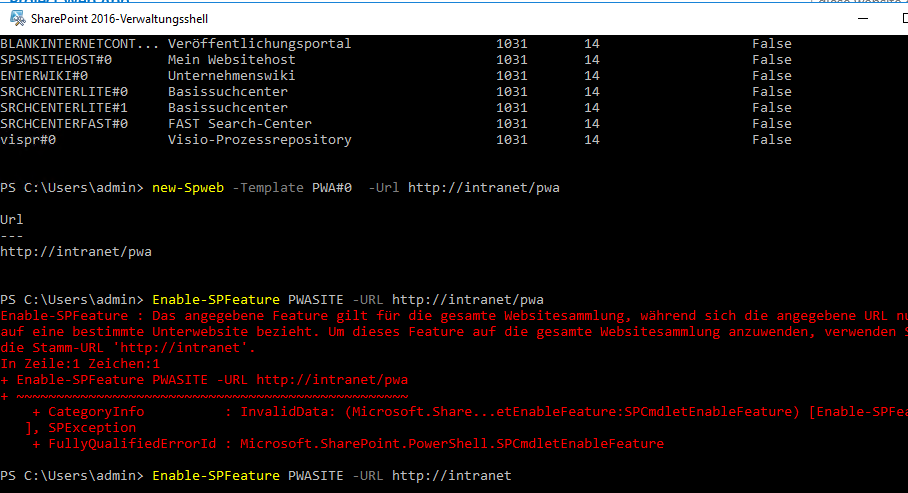 SharePoint 2016-Verwaltungsshell
BLANKINTERNETCONT... Veröffentlichungsportal 1031 14 False
SPSMSITEHOST#0 Mein Websitehost 1031 14 False
ENTERWIKI#0 Unternehmenswiki 1031 14 False
SRCHCENTERLITE#0 Basissuchcenter 1031 14 False
SRCHCENTERLITE#1 Basissuchcenter 1031 14 False
SRCHCENTERFAST#0 FAST Search-Center 1031 14 False
vispr#0 Visio-Prozessrepository 1031 14 False
PS C:\Users\admin> new-Spweb -Template PWA#0 -Url http://intranet/pwa
Url
---
http://intranet/pwa
PS C:\Users\admin> Enable-SPFeature PWASITE -URL http://intranet/pwa
Enable-SPFeature : Das angegebene Feature gilt für die gesamte Websitesammlung, während sich die angegebene URL nu
auf eine bestimmte Unterwebsite bezieht. Um dieses Feature auf die gesamte Websitesammlung anzuwenden, verwenden S
die Stamm-URL 'http://intranet'.
In Zeile:1 Zeichen:1
+ Enable-SPFeature PWASITE -URL http://intranet/pwa
+ ~~~~~~~~~~~~~~~~~~~~~~~~~~~~~~~~~~~~~~~~~~~~~~~~~
+ CategoryInfo : InvalidData: (Microsoft.Share...etEnableFeature:SPCmdletEnableFeature) [Enable-SPFea
], SPException
+ FullyQualifiedErrorId : Microsoft.SharePoint.PowerShell.SPCmdletEnableFeature
PS C:\Users\admin> Enable-SPFeature PWASITE -URL http://intranet